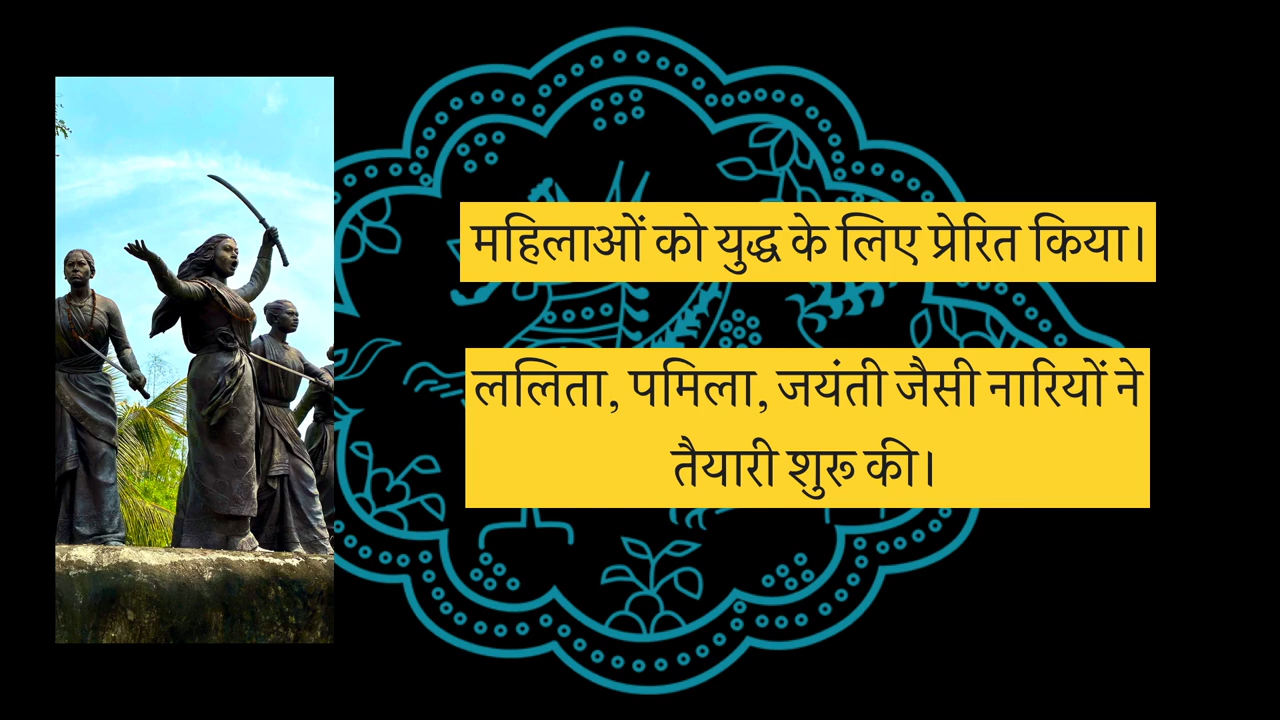 महिलाओं को युद्ध के लिए प्रेरित किया।
ललिता, पमिला, जयंती जैसी नारियों ने
तैयारी शुरू की।